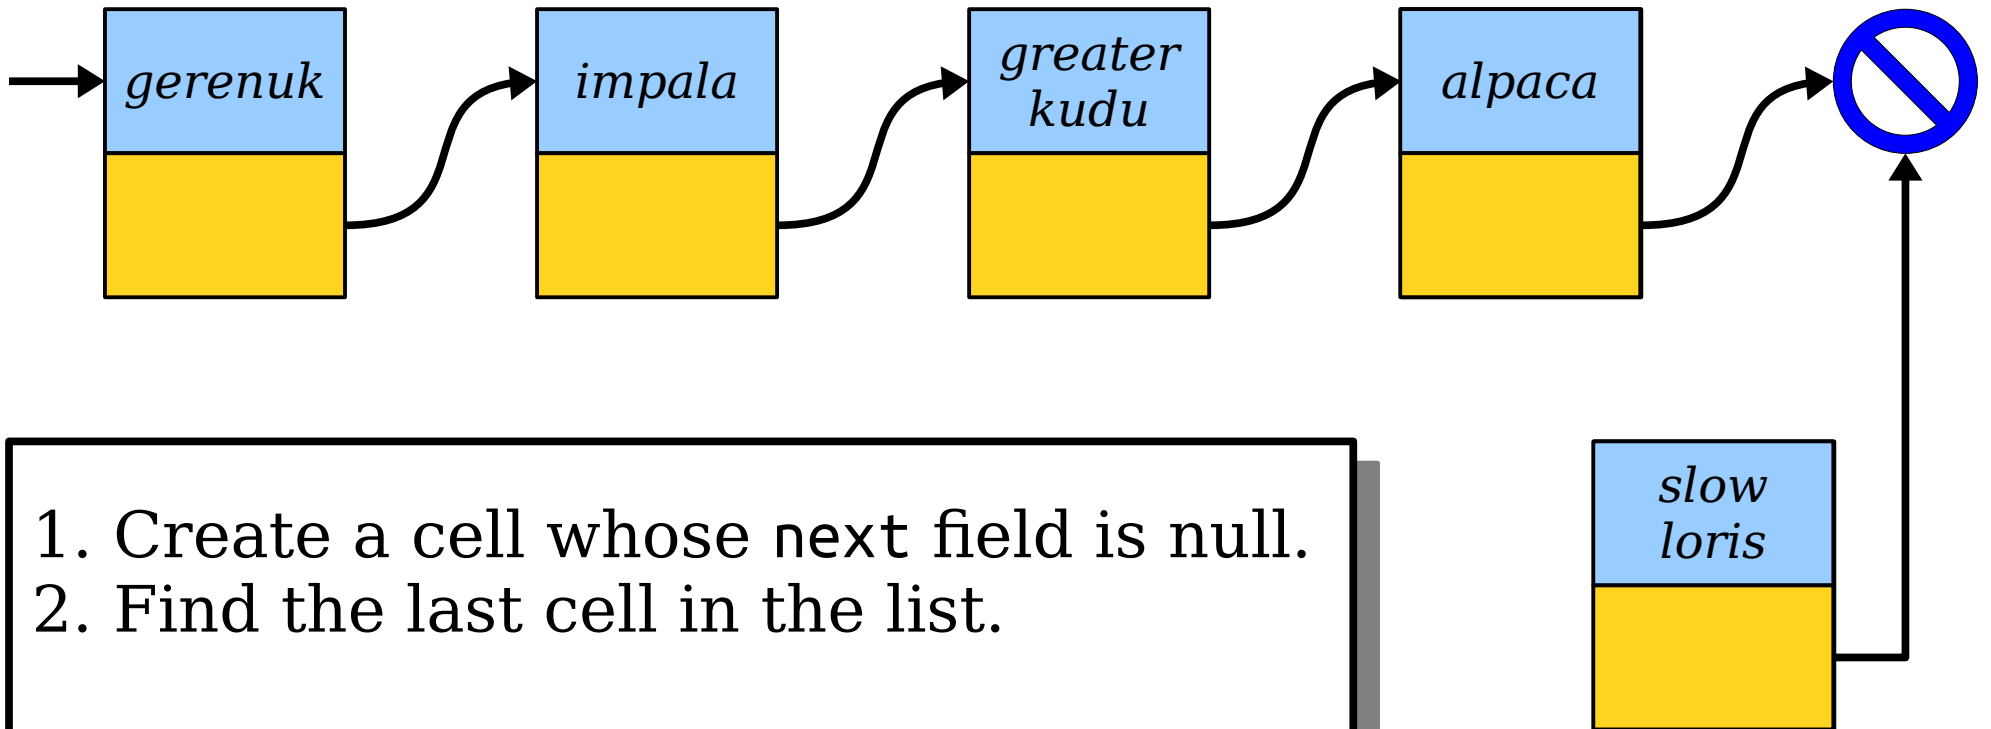 gerenuk
impala
greater
kudu
alpaca
slow
loris
1. Create a cell whose next field is null.
2. Find the last cell in the list.